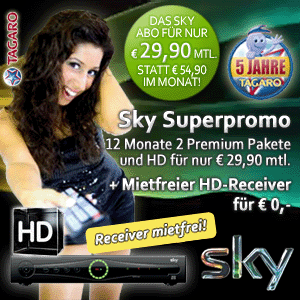 TAGARO
DAS SKY
ABO FÜR NUR
€ 29,90 MTL.
STATT € 54,90
IM MONAT!
5 JAHRE
TAGARO
Sky Superpromo
12 Monate 2 Premium Pakete
und HD für nur € 29,90 mtl.
+ Mietfreier HD-Receiver
für € 0,-
HD
Receiver mietfrei!
sky